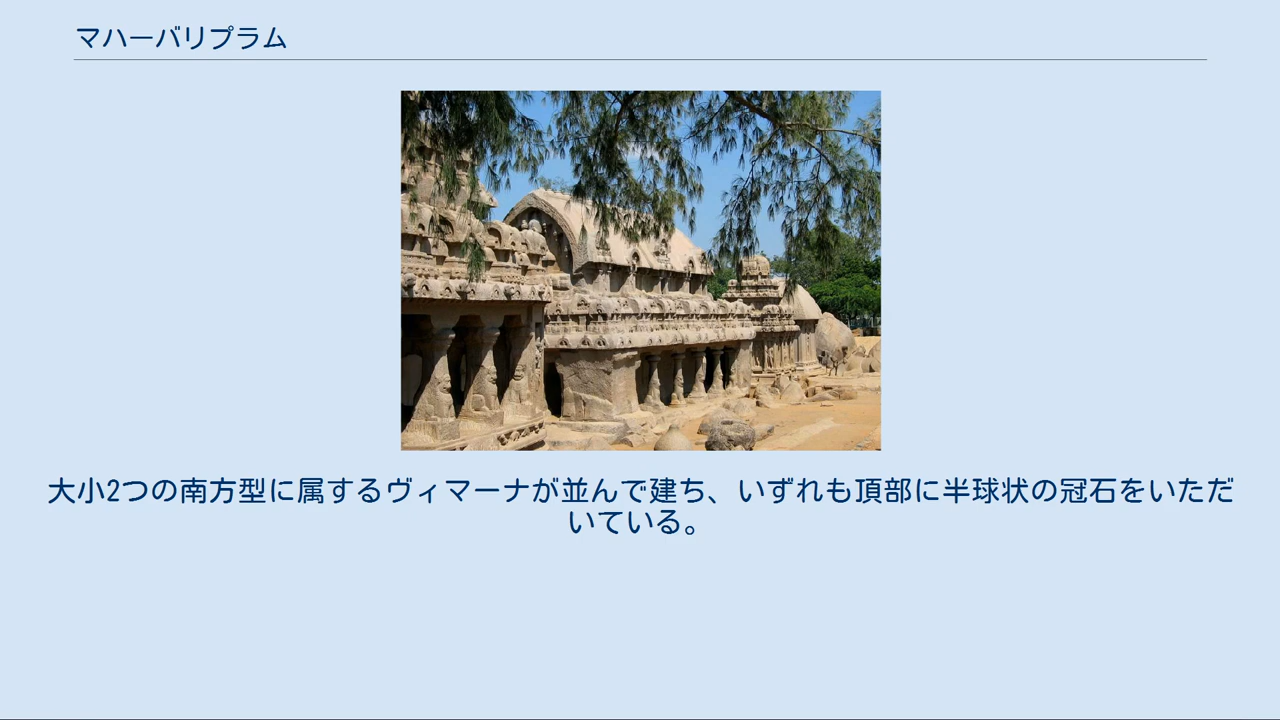 マハーバリプラム
大小2つの南方型に属するヴィマーナが並んで建ち、いずれも頂部に半球状の冠石をいただ
いている。